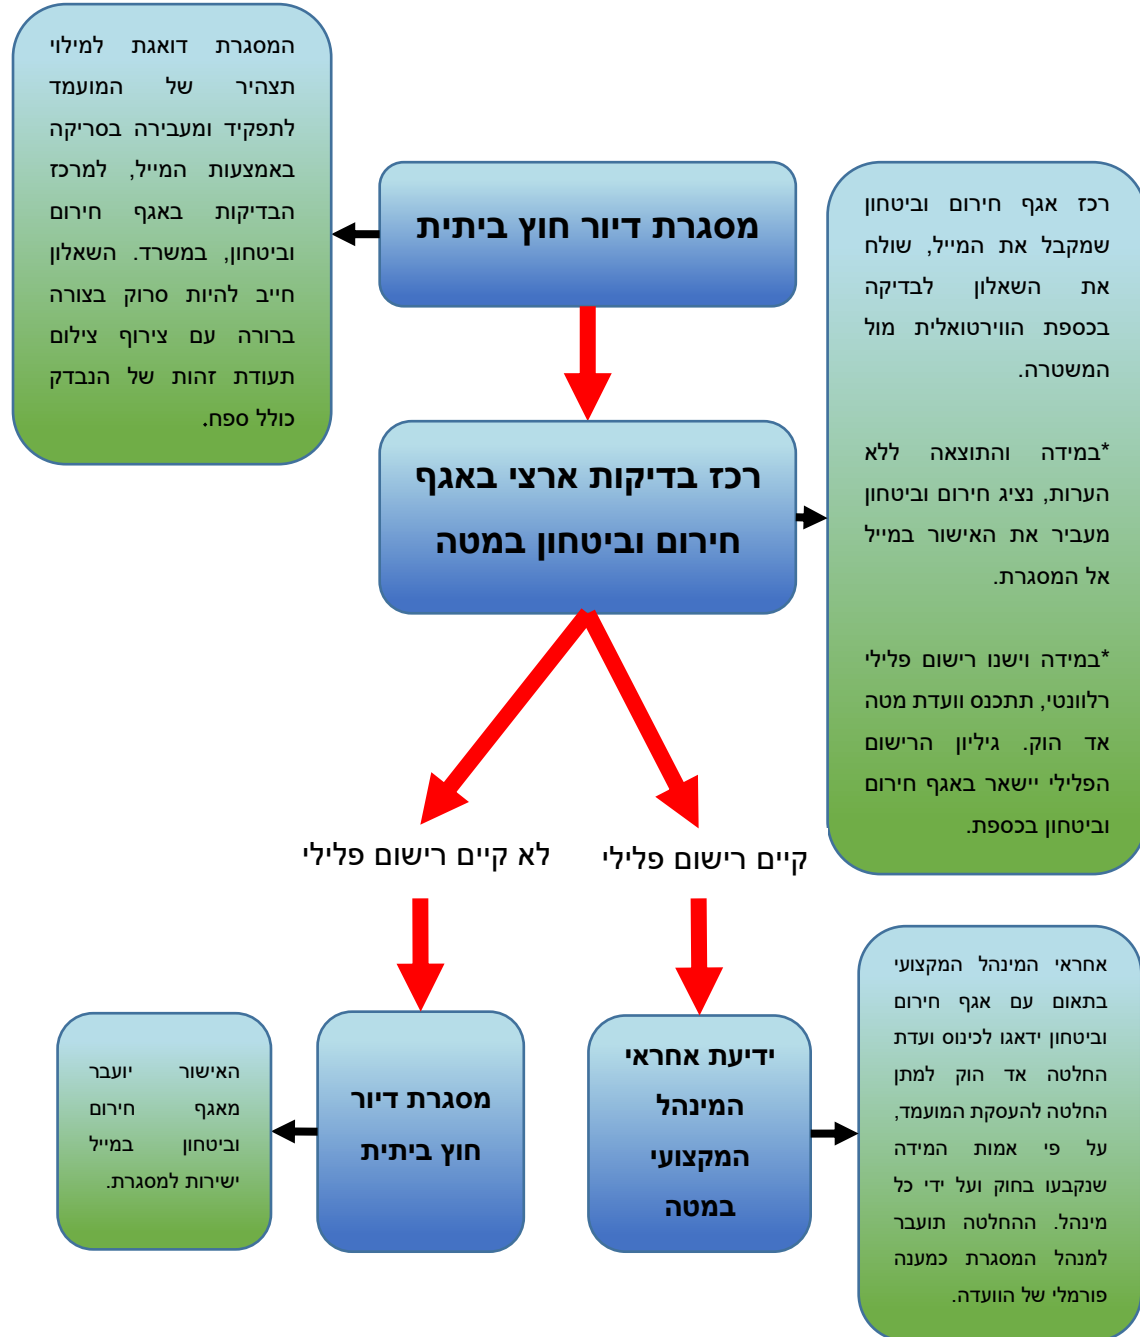 המסגרת דואגת למילוי
תצהיר של המועמד
לתפקיד ומעבירה בסריקה
באמצעות המייל, למרכז
הבדיקות באגף חירום
וביטחון, במשרד. השאלון
חייב להיות סרוק בצורה
ברורה עם צירוף צילום
תעודת זהות של הנבדק
כולל ספח.
מסגרת דיור חוץ ביתית
רכז אגף חירום וביטחון
שמקבל את המייל, שולח
את השאלון לבדיקה
בכספת הווירטואלית מול
המשטרה.
*במידה והתוצאה ללא
הערות, נציג חירום וביטחון
מעביר את האישור במייל
אל המסגרת.
*במידה וישנו רישום פלילי
רלוונטי, תתכנס וועדת מטה
אד הוק. גיליון הרישום
הפלילי יישאר באגף חירום
וביטחון בכספת.
רכז בדיקות ארצי באגף
חירום וביטחון במטה
קיים רישום פלילי
לא קיים רישום פלילי
אחראי המינהל המקצועי
בתאום עם אגף חירום
וביטחון ידאגו לכינוס ועדת
החלטה אד הוק למתן
החלטה להעסקת המועמד,
על פי אמות המידה
שנקבעו בחוק ועל ידי כל
מינהל. ההחלטה תועבר
למנהל המסגרת כמענה
פורמלי של הוועדה.
ידיעת אחראי
המינהל
המקצועי
במטה
מסגרת דיור
חוץ ביתית
האישור יועבר
מאגף חירום
וביטחון במייל
ישירות למסגרת.